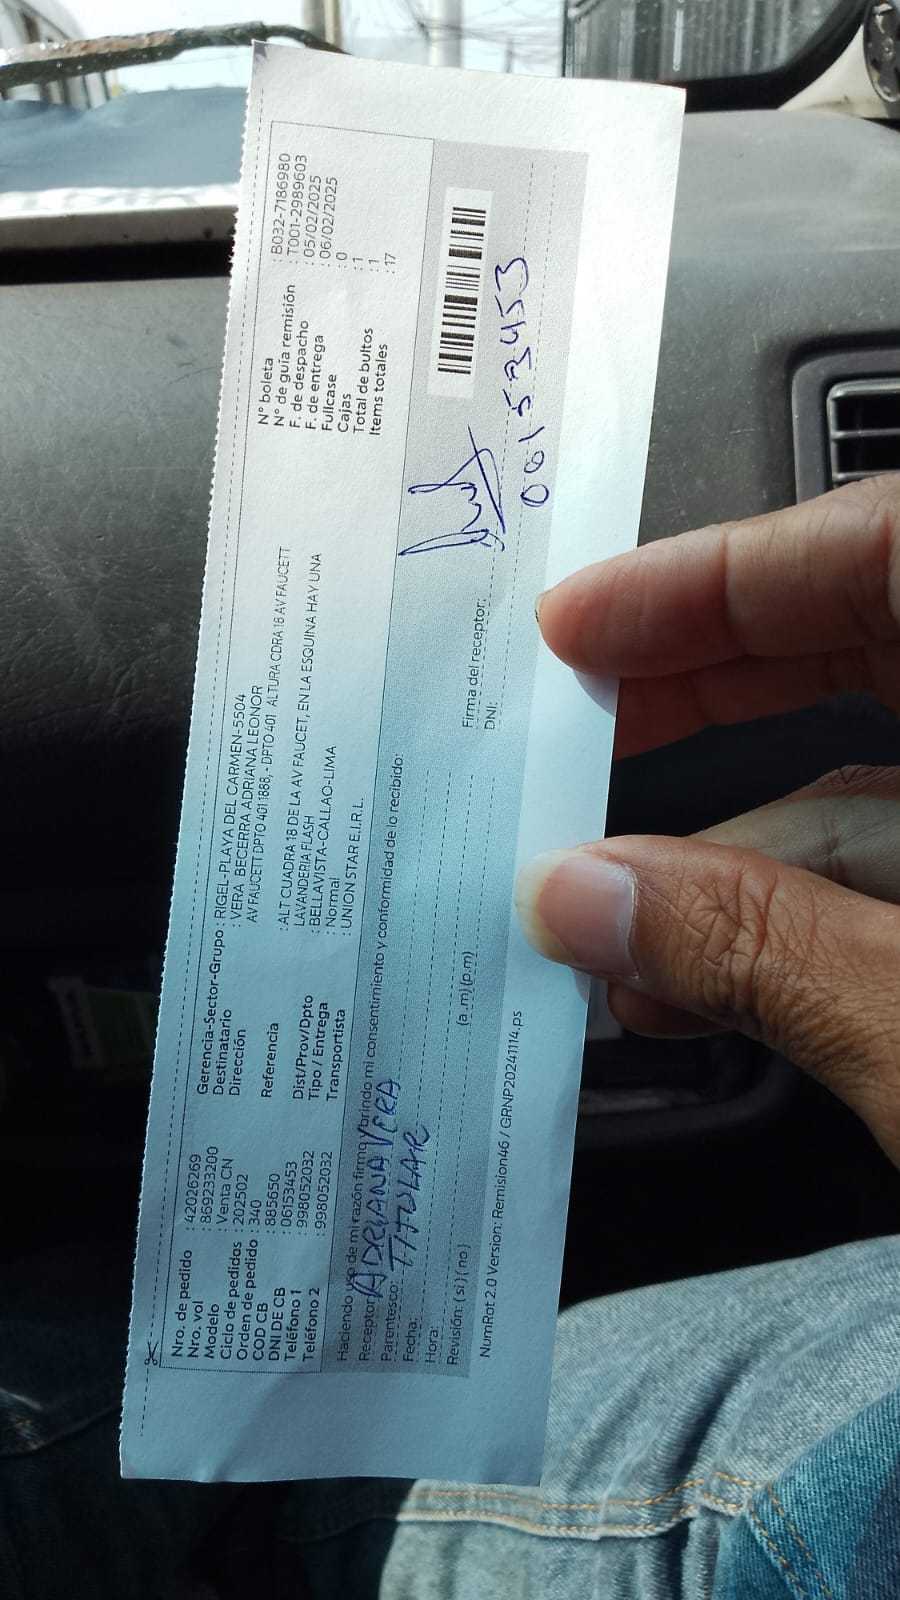 Nro. de pedido : 42026269
Nro. vol : 869233200
Modelo : Venta CN
Ciclo de pedidos : 202502
Orden de pedido : 340
COD CB : 885650
DNI DE CB : 06153453
Teléfono 1 : 998052032
Teléfono 2 : 998052032
Gerencia-Sector-Grupo : RIGEL-PLAYA DEL CARMEN-5504
Destinatario : VERA BECERRA ADRIANA LEONOR
Dirección AV FAUCETT DPTO 401 1888, - DPTO 401 ALTURA CDRA 18 AV FAUCETT
Referencia : ALT CUADRA 18 DE LA AV FAUCET, EN LA ESQUINA HAY UNA
LAVANDERIA FLASH
Dist/Prov/Dpto : BELLAVISTA-CALLAO-LIMA
Tipo / Entrega : Normal
Transportista : UNION STAR E.I.R.L.
N° boleta : B032-7186980
N° de guía remisión : T001-2989603
F. de despacho : 05/02/2025
F. de entrega : 06/02/2025
Fullcase : 0
Cajas : 1
Total de bultos : 1
Items totales : 17
Haciendo uso de mi razón firmo y brindo mi consentimiento y conformidad de lo recibido:
Receptor: ADRIANA VERA
Parentesco: TITULAR
Fecha:
Hora: (a.m) (p.m)
Revisión: ( si ) ( no )
Firma del receptor:
DNI: 06153453
NumRot 2.0 Version: Remision46 / GRNP20241114.ps